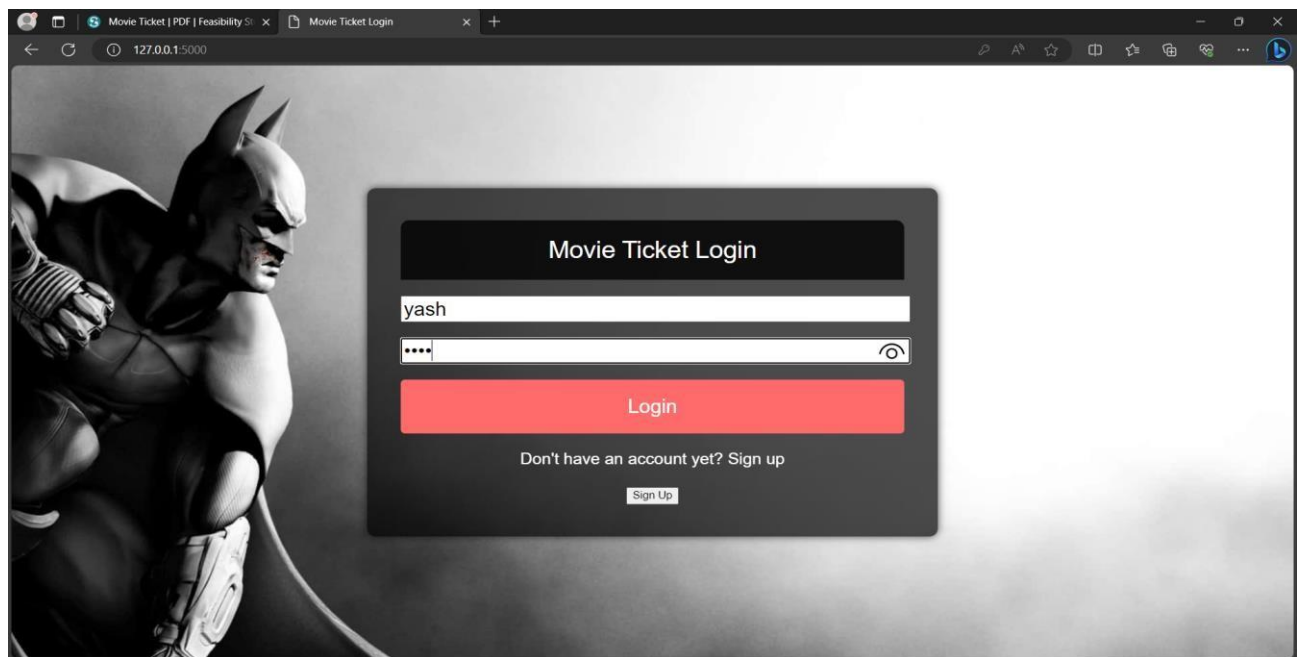 Movie Ticket | PDF | Feasibility St
Movie Ticket Login
127.0.0.1:5000
Movie Ticket Login
yash
••••
Login
Don't have an account yet? Sign up
Sign Up